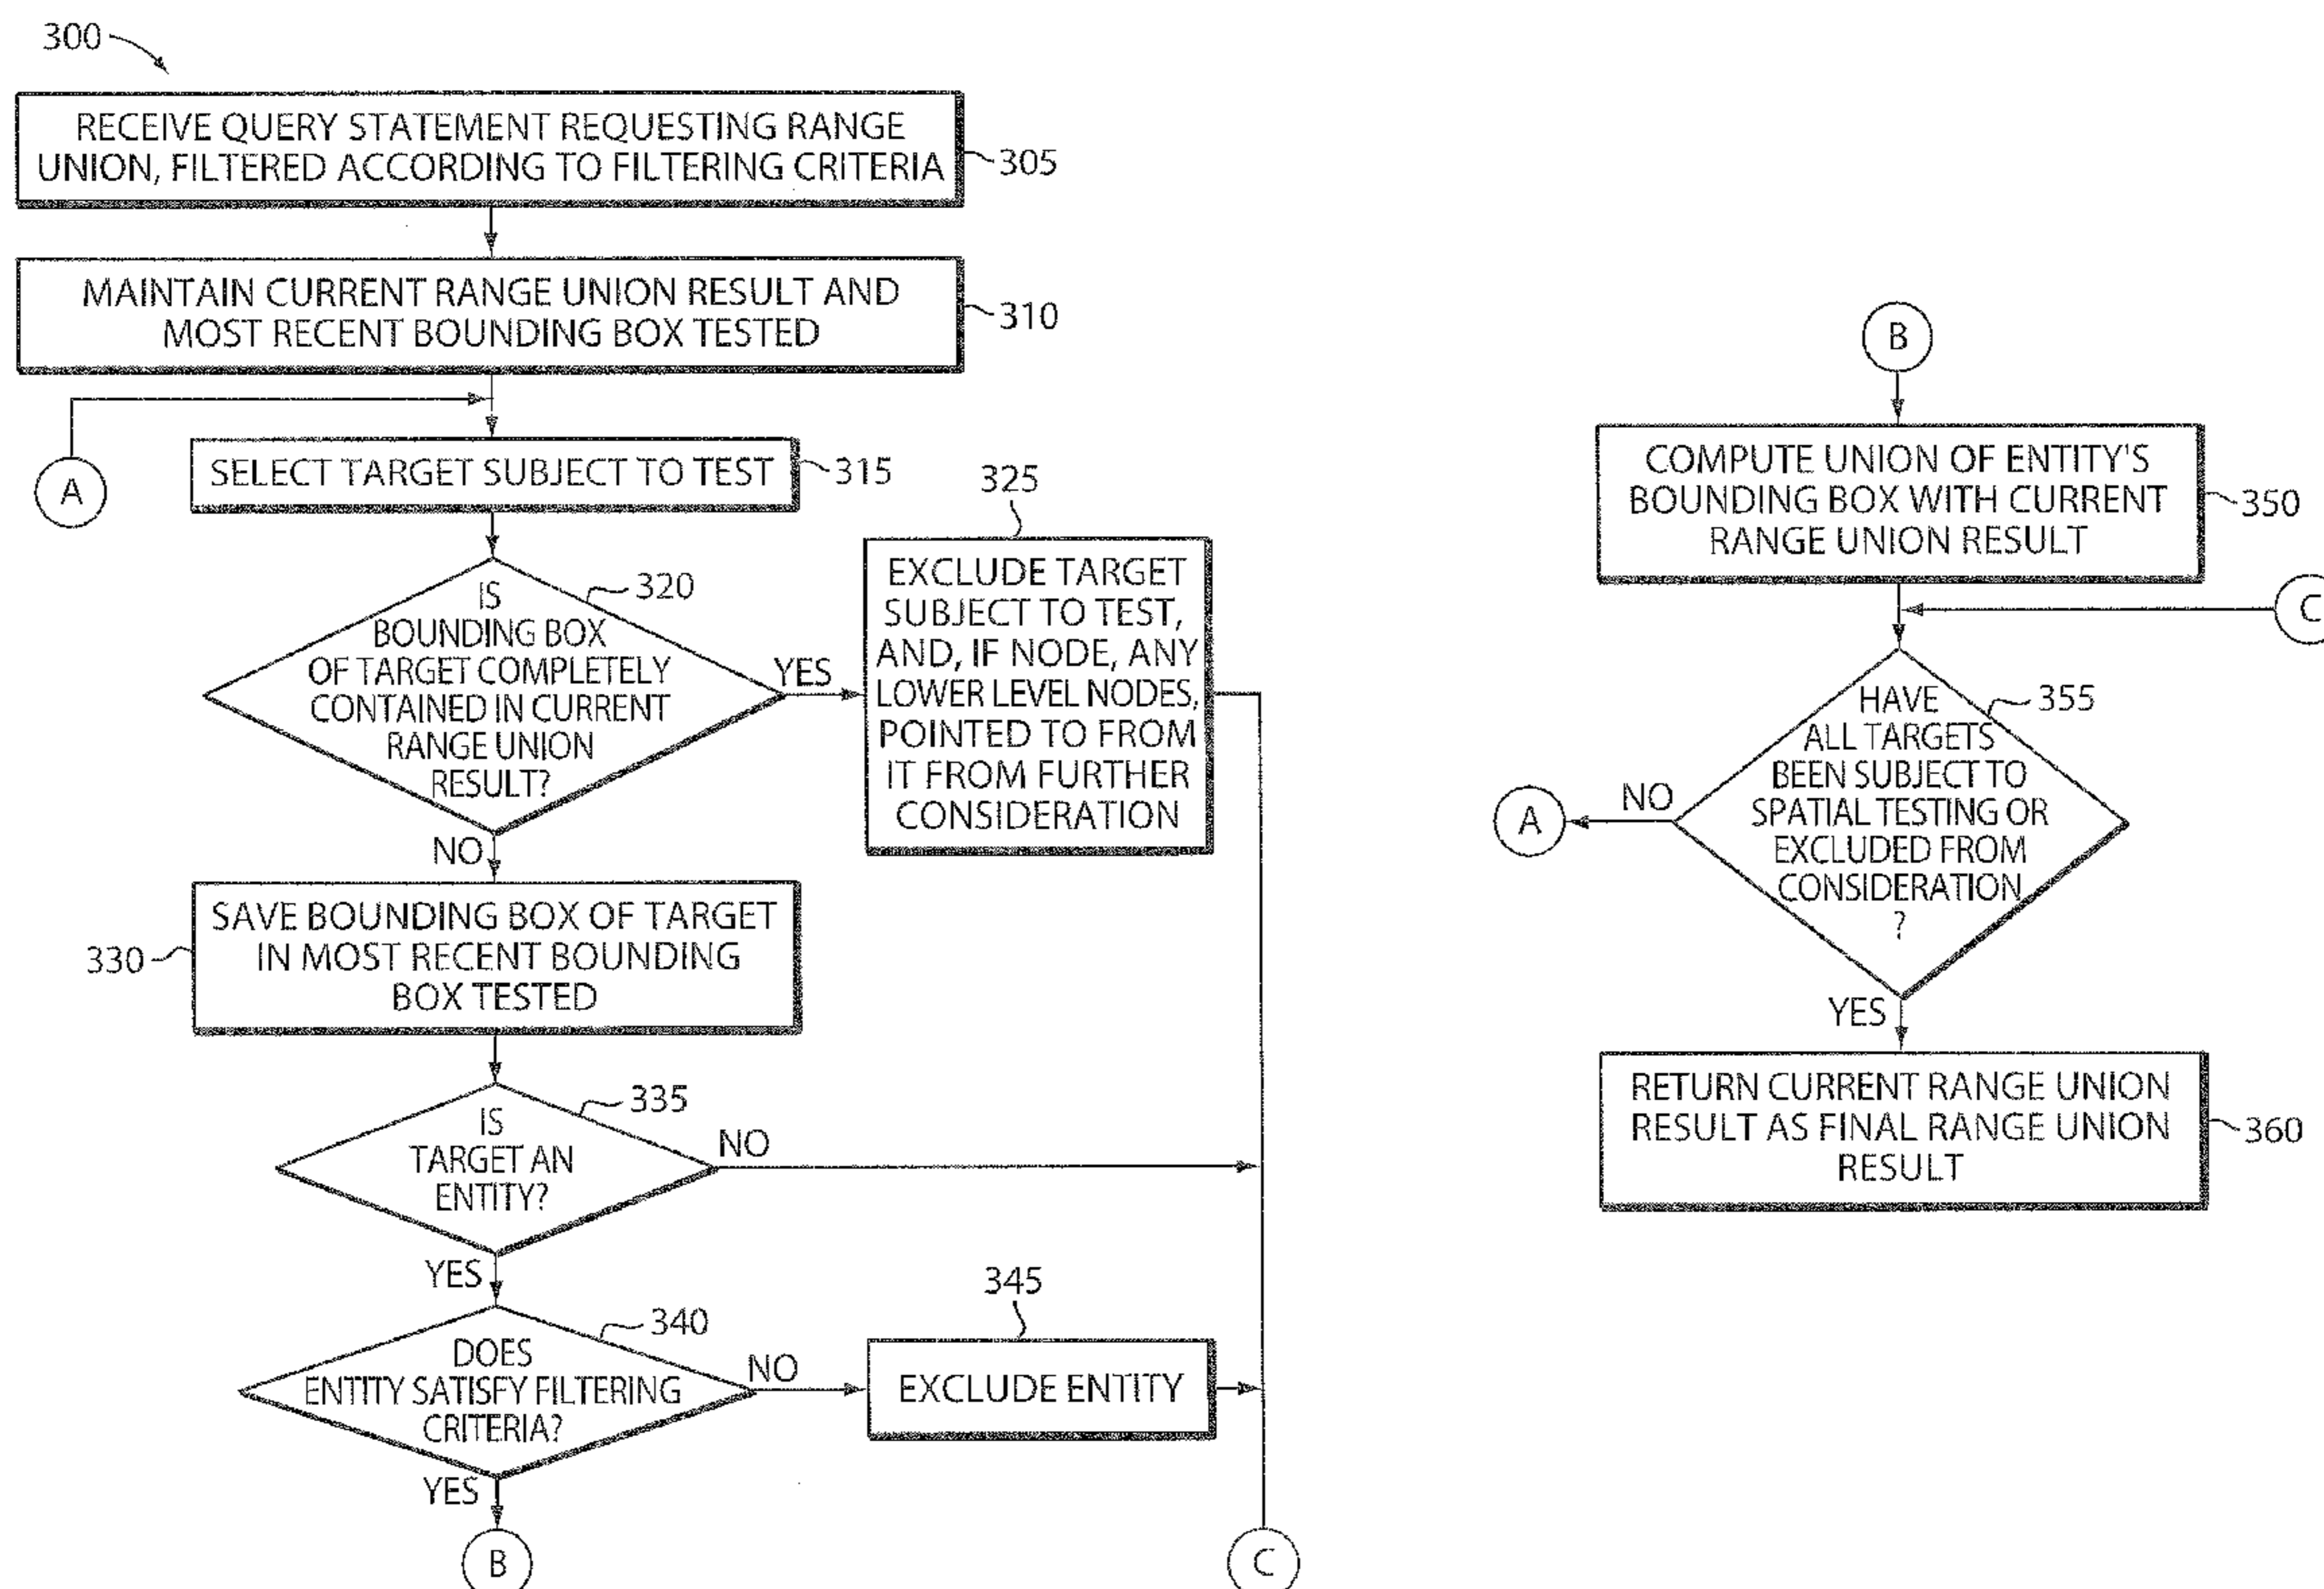 300
RECEIVE QUERY STATEMENT REQUESTING RANGE
UNION, FILTERED ACCORDING TO FILTERING CRITERIA
305
MAINTAIN CURRENT RANGE UNION RESULT AND
MOST RECENT BOUNDING BOX TESTED
310
A
SELECT TARGET SUBJECT TO TEST
315
IS
BOUNDING BOX
OF TARGET COMPLETELY
CONTAINED IN CURRENT
RANGE UNION
RESULT?
320
YES
NO
325
EXCLUDE TARGET
SUBJECT TO TEST,
AND, IF NODE, ANY
LOWER LEVEL NODES,
POINTED TO FROM
IT FROM FURTHER
CONSIDERATION
SAVE BOUNDING BOX OF TARGET
IN MOST RECENT BOUNDING
BOX TESTED
330
IS
TARGET AN
ENTITY?
335
NO
YES
DOES
ENTITY SATISFY FILTERING
CRITERIA?
340
NO
YES
345
EXCLUDE ENTITY
B
C
B
COMPUTE UNION OF ENTITY'S
BOUNDING BOX WITH CURRENT
RANGE UNION RESULT
350
C
HAVE
ALL TARGETS
BEEN SUBJECT TO
SPATIAL TESTING OR
EXCLUDED FROM
CONSIDERATION
?
355
NO
A
YES
RETURN CURRENT RANGE UNION
RESULT AS FINAL RANGE UNION
RESULT
360